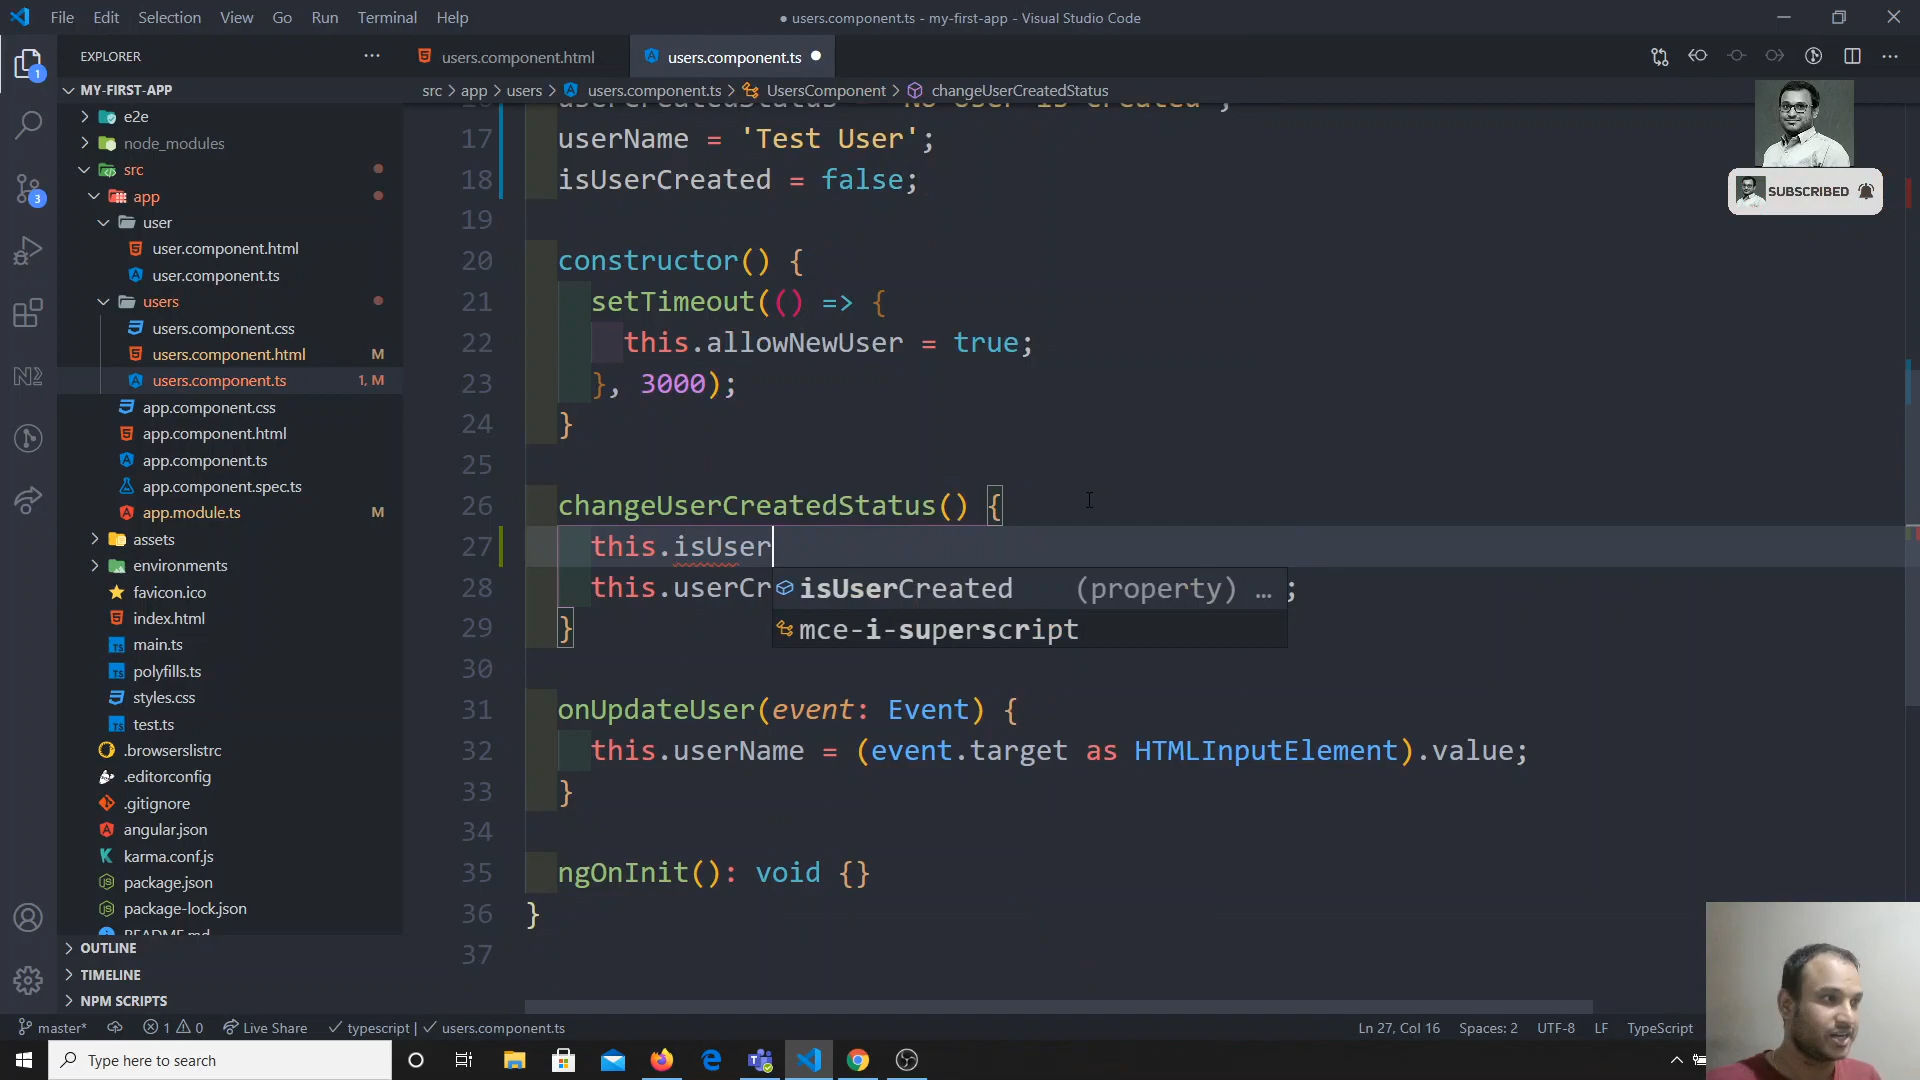 File Edit Selection View Go Run Terminal Help
● users.component.ts - my-first-app - Visual Studio Code
EXPLORER
users.component.html
users.component.ts
MY-FIRST-APP
src > app > users > users.component.ts > UsersComponent > changeUserCreatedStatus
e2e
node_modules
src
app
user
user.component.html
user.component.ts
users
users.component.css
users.component.html M
users.component.ts 1, M
app.component.css
app.component.html
app.component.ts
app.component.spec.ts
app.module.ts M
assets
environments
favicon.ico
index.html
main.ts
polyfills.ts
styles.css
test.ts
.browserslistrc
.editorconfig
.gitignore
angular.json
karma.conf.js
package.json
package-lock.json
README.md
OUTLINE
TIMELINE
NPM SCRIPTS
1
3
17 userName = 'Test User';
18 isUserCreated = false;
19
20 constructor() {
21 setTimeout(() => {
22 this.allowNewUser = true;
23 }, 3000);
24 }
25
26 changeUserCreatedStatus() {
27 this.isUser
28 this.userCr ;
isUserCreated (property) ...
mce-i-superscript
29 }
30
31 onUpdateUser(event: Event) {
32 this.userName = (event.target as HTMLInputElement).value;
33 }
34
35 ngOnInit(): void {}
36 }
37
SUBSCRIBED
master* 1 0 Live Share typescript | users.component.ts
Ln 27, Col 16 Spaces: 2 UTF-8 LF TypeScript
Type here to search